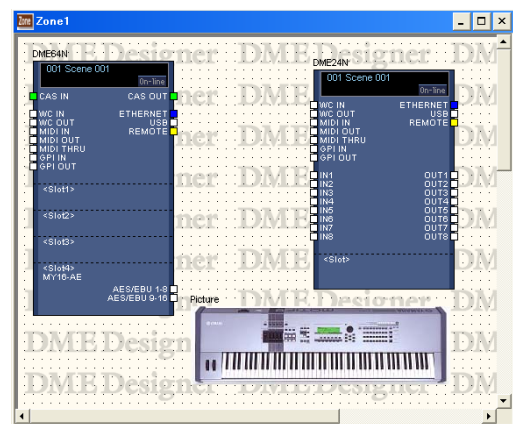 Zone Zone1
DME64N
001 Scene 001
On-line
CAS IN CAS OUT
WC IN ETHERNET
WC OUT USB
MIDI IN REMOTE
MIDI OUT
MIDI THRU
GPI IN
GPI OUT
<Slot1>
<Slot2>
<Slot3>
<Slot4>
MY16-AE
AES/EBU 1-8
AES/EBU 9-16
DME24N
001 Scene 001
On-line
WC IN ETHERNET
WC OUT USB
MIDI IN REMOTE
MIDI OUT
MIDI THRU
GPI IN
GPI OUT
IN1 OUT1
IN2 OUT2
IN3 OUT3
IN4 OUT4
IN5 OUT5
IN6 OUT6
IN7 OUT7
IN8 OUT8
<Slot>
Picture
DME Designer